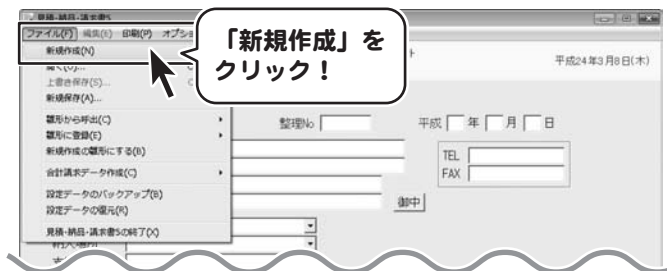 見積・納品・請求書5
ファイル(F) 編集(E) 印刷(P) オプショ
「新規作成」を
クリック！
平成24年3月8日(木)
新規作成(N)
開く(O)...
上書き保存(S)...
新規保存(A)...
雛形から呼出(C)
雛形に登録(E)
新規作成の雛形にする(B)
合計請求データ作成(C)
設定データのバックアップ(B)
設定データの復元(R)
見積・納品・請求書5の終了(X)
整理No
平成 年 月 日
TEL
FAX
御中